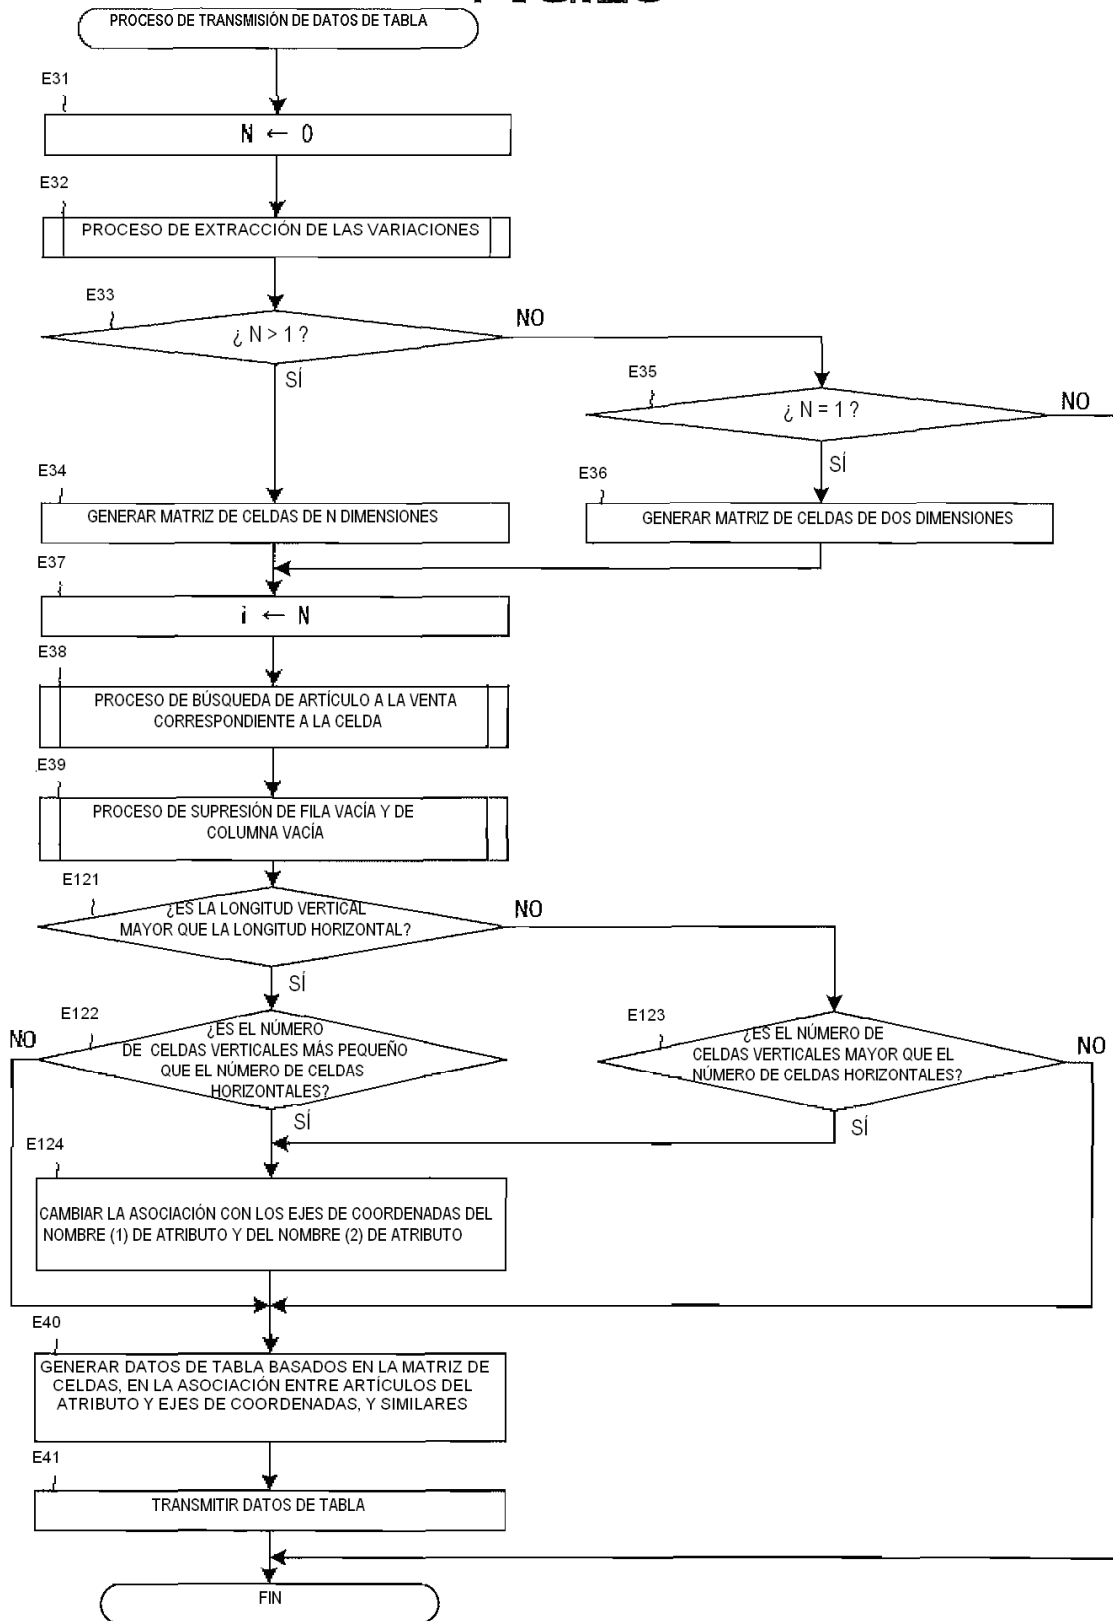 PROCESO DE TRANSMISIÓN DE DATOS DE TABLA
E31
N ← 0
E32
PROCESO DE EXTRACCIÓN DE LAS VARIACIONES
E33
¿ N > 1 ?
NO
SÍ
E35
¿ N = 1 ?
NO
SÍ
E34
GENERAR MATRIZ DE CELDAS DE N DIMENSIONES
E36
GENERAR MATRIZ DE CELDAS DE DOS DIMENSIONES
E37
i ← N
E38
PROCESO DE BÚSQUEDA DE ARTÍCULO A LA VENTA
CORRESPONDIENTE A LA CELDA
E39
PROCESO DE SUPRESIÓN DE FILA VACÍA Y DE
COLUMNA VACÍA
E121
¿ES LA LONGITUD VERTICAL
MAYOR QUE LA LONGITUD HORIZONTAL?
NO
SÍ
E122
¿ES EL NÚMERO
DE CELDAS VERTICALES MÁS PEQUEÑO
QUE EL NÚMERO DE CELDAS
HORIZONTALES?
NO
SÍ
E123
¿ES EL NÚMERO DE
CELDAS VERTICALES MAYOR QUE EL
NÚMERO DE CELDAS HORIZONTALES?
NO
SÍ
E124
CAMBIAR LA ASOCIACIÓN CON LOS EJES DE COORDENADAS DEL
NOMBRE (1) DE ATRIBUTO Y DEL NOMBRE (2) DE ATRIBUTO
E40
GENERAR DATOS DE TABLA BASADOS EN LA MATRIZ DE
CELDAS, EN LA ASOCIACIÓN ENTRE ARTÍCULOS DEL
ATRIBUTO Y EJES DE COORDENADAS, Y SIMILARES
E41
TRANSMITIR DATOS DE TABLA
FIN